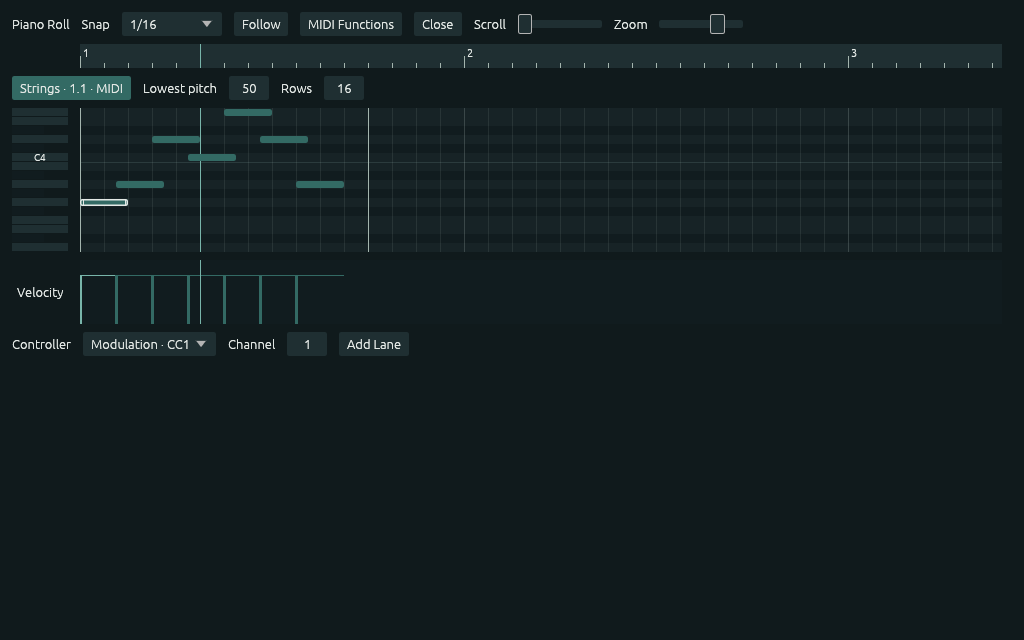 Piano Roll Snap 1/16 Follow MIDI Functions Close Scroll Zoom
1 2 3
Strings · 1.1 · MIDI Lowest pitch 50 Rows 16
C4
Velocity
Controller Modulation · CC1 Channel 1 Add Lane